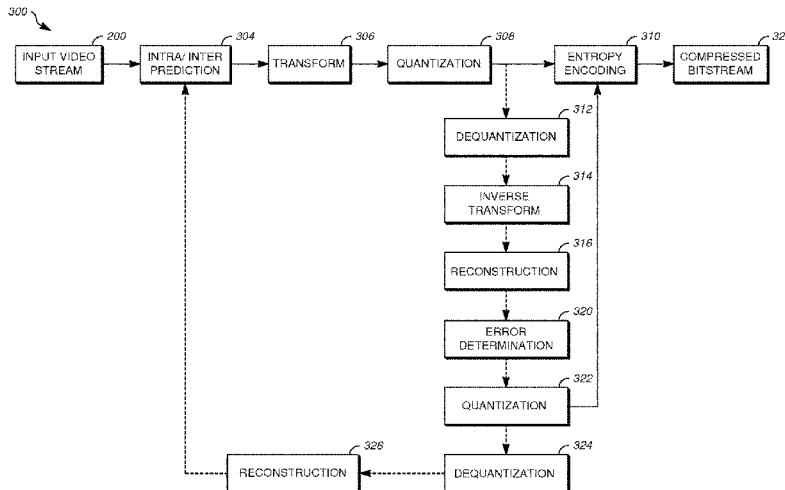 300
200
304
306
308
310
32
INPUT VIDEO
STREAM
INTRA/ INTER
PREDICTION
TRANSFORM
QUANTIZATION
ENTROPY
ENCODING
COMPRESSED
BITSTREAM
312
DEQUANTIZATION
314
INVERSE
TRANSFORM
316
RECONSTRUCTION
320
ERROR
DETERMINATION
322
QUANTIZATION
326
324
RECONSTRUCTION
DEQUANTIZATION